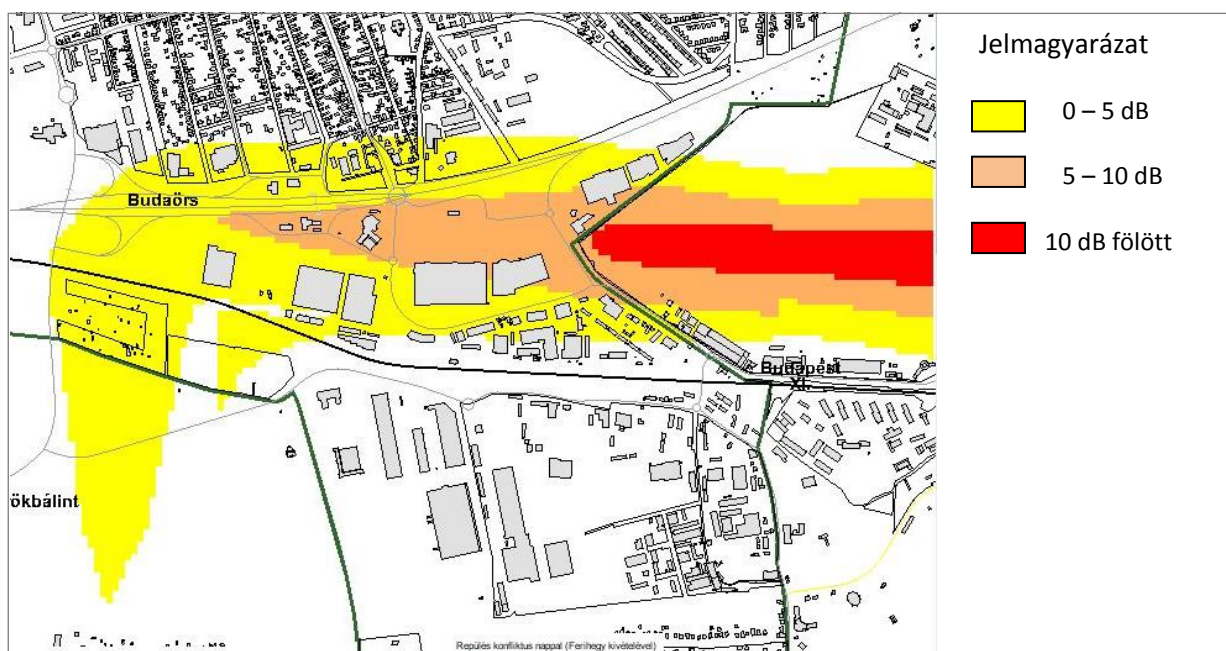 Jelmagyarázat
0 – 5 dB
5 – 10 dB
10 dB fölött
Budaörs
Budapest
XI.
ökbálint
Repülés konfliktus nappal (Ferihegy kivételével)